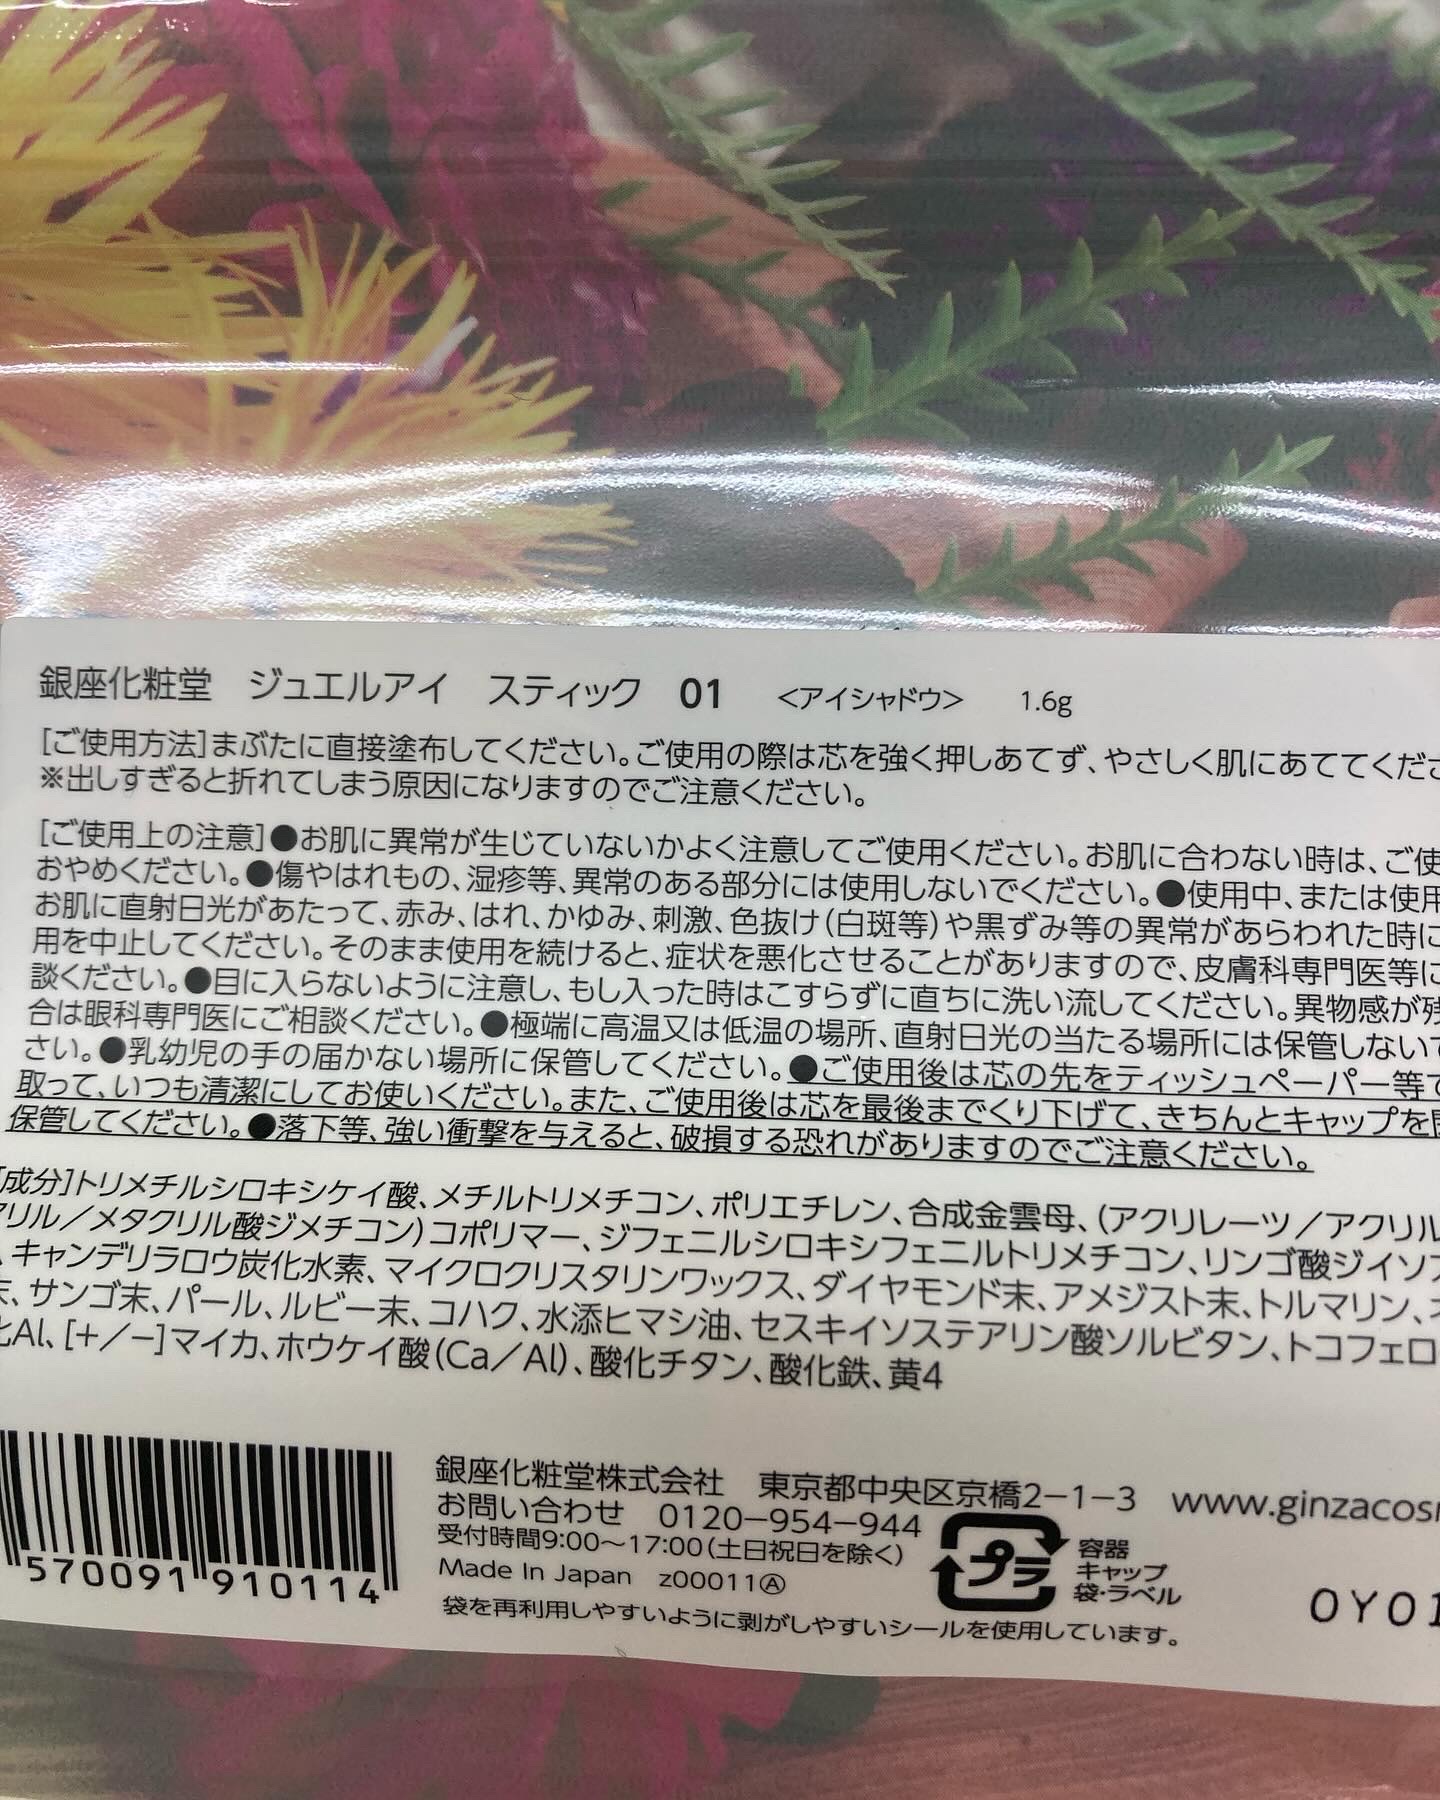 銀座化粧堂　ジュエルアイ　スティック　01　＜アイシャドウ＞　1.6g
[ご使用方法]まぶたに直接塗布してください。ご使用の際は芯を強く押しあてず、やさしく肌にあててくださ
※出しすぎると折れてしまう原因になりますのでご注意ください。
[ご使用上の注意]●お肌に異常が生じていないかよく注意してご使用ください。お肌に合わない時は、ご使
おやめください。●傷やはれもの、湿疹等、異常のある部分には使用しないでください。●使用中、または使用
お肌に直射日光があたって、赤み、はれ、かゆみ、刺激、色抜け(白斑等)や黒ずみ等の異常があらわれた時に
用を中止してください。そのまま使用を続けると、症状を悪化させることがありますので、皮膚科専門医等に
談ください。●目に入らないように注意し、もし入った時はこすらずに直ちに洗い流してください。異物感が残
合は眼科専門医にご相談ください。●極端に高温又は低温の場所、直射日光の当たる場所には保管しないで
さい。●乳幼児の手の届かない場所に保管してください。●ご使用後は芯の先をティッシュペーパー等で
取って、いつも清潔にしてお使いください。また、ご使用後は芯を最後までくり下げて、きちんとキャップを
保管してください。●落下等、強い衝撃を与えると、破損する恐れがありますのでご注意ください。
[成分]トリメチルシロキシケイ酸、メチルトリメチコン、ポリエチレン、合成金雲母、(アクリレーツ／アクリル
アリル／メタクリル酸ジメチコン)コポリマー、ジフェニルシロキシフェニルトリメチコン、リンゴ酸ジイソ
、キャンデリラロウ炭化水素、マイクロクリスタリンワックス、ダイヤモンド末、アメジスト末、トルマリン、
末、サンゴ末、パール、ルビー末、コハク、水添ヒマシ油、セスキイソステアリン酸ソルビタン、トコフェロ
化Al、[+／−]マイカ、ホウケイ酸(Ca／Al)、酸化チタン、酸化鉄、黄4
570091 910114
銀座化粧堂株式会社　東京都中央区京橋2−1−3　www.ginzacos
お問い合わせ　0120−954−944
受付時間9:00〜17:00(土日祝日を除く)
Made In Japan　z00011Ⓐ
プラ
容器
キャップ
袋・ラベル
0Y01
袋を再利用しやすいように剥がしやすいシールを使用しています。